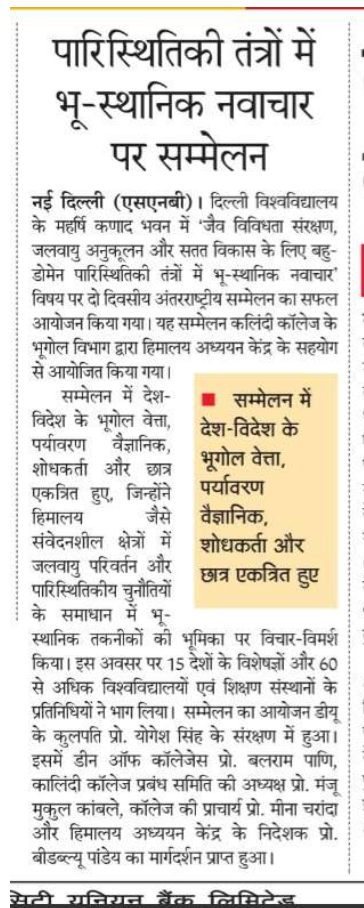 पारिस्थितिकी तंत्रों में
भू-स्थानिक नवाचार
पर सम्मेलन
नई दिल्ली (एसएनबी)। दिल्ली विश्वविद्यालय
के महर्षि कणाद भवन में ‘जैव विविधता संरक्षण,
जलवायु अनुकूलन और सतत विकास के लिए बहु-
डोमेन पारिस्थितिकी तंत्रों में भू-स्थानिक नवाचार’
विषय पर दो दिवसीय अंतरराष्ट्रीय सम्मेलन का सफल
आयोजन किया गया। यह सम्मेलन कलिंदी कॉलेज के
भूगोल विभाग द्वारा हिमालय अध्ययन केंद्र के सहयोग
से आयोजित किया गया।
सम्मेलन में देश-
विदेश के भूगोल वेत्ता,
पर्यावरण वैज्ञानिक,
शोधकर्ता और छात्र
एकत्रित हुए, जिन्होंने
हिमालय जैसे
संवेदनशील क्षेत्रों में
जलवायु परिवर्तन और
पारिस्थितिकीय चुनौतियों
के समाधान में भू-
स्थानिक तकनीकों की भूमिका पर विचार-विमर्श
किया। इस अवसर पर 15 देशों के विशेषज्ञों और 60
से अधिक विश्वविद्यालयों एवं शिक्षण संस्थानों के
प्रतिनिधियों ने भाग लिया। सम्मेलन का आयोजन डीयू
के कुलपति प्रो. योगेश सिंह के संरक्षण में हुआ।
इसमें डीन ऑफ कॉलेजेस प्रो. बलराम पाणि,
कालिंदी कॉलेज प्रबंध समिति की अध्यक्ष प्रो. मंजू
मुकुल कांबले, कॉलेज की प्राचार्य प्रो. मीना चरांदा
और हिमालय अध्ययन केंद्र के निदेशक प्रो.
बीडब्ल्यू पांडेय का मार्गदर्शन प्राप्त हुआ।
■ सम्मेलन में
देश-विदेश के
भूगोल वेत्ता,
पर्यावरण
वैज्ञानिक,
शोधकर्ता और
छात्र एकत्रित हुए
सिटी यूनियन बैंक लिमिटेड